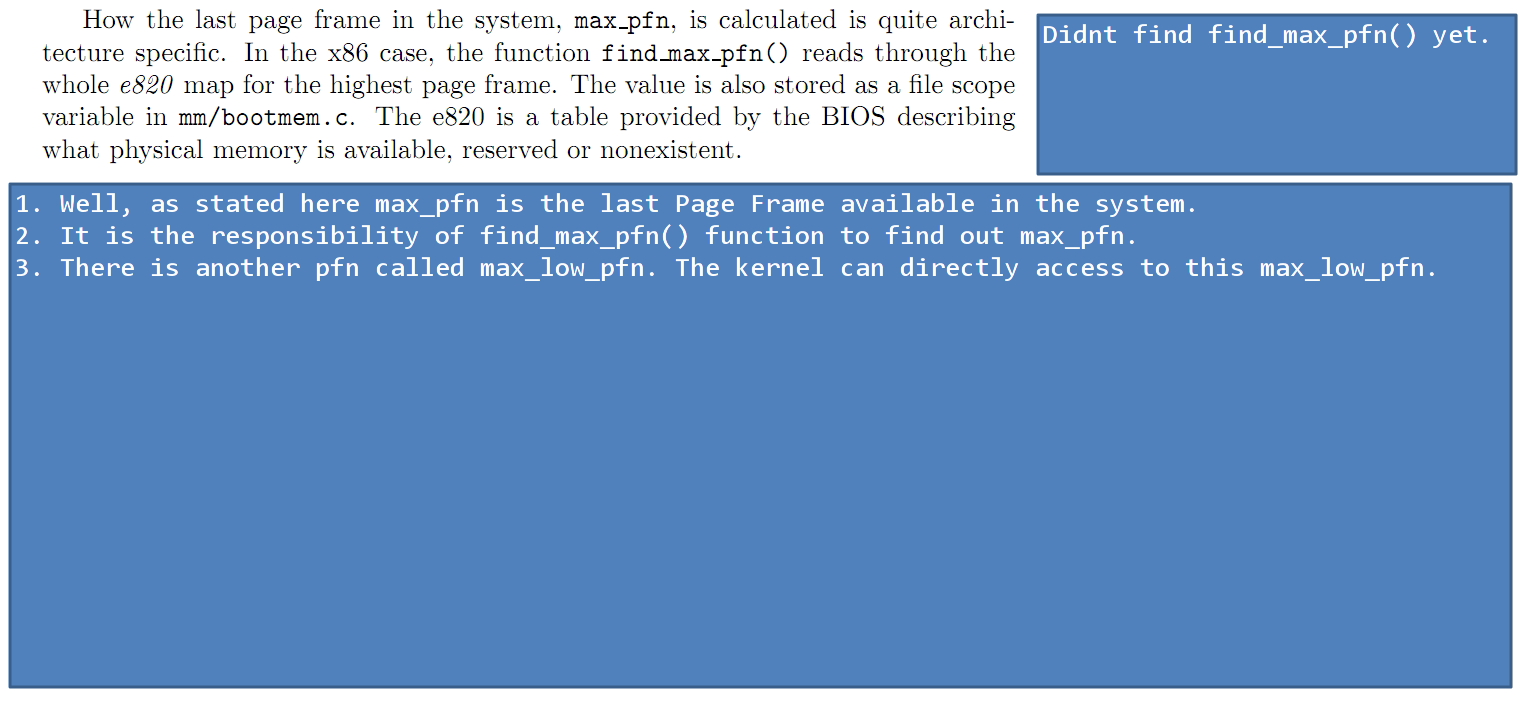 How the last page frame in the system, max_pfn, is calculated is quite archi-
tecture specific. In the x86 case, the function find_max_pfn() reads through the
whole e820 map for the highest page frame. The value is also stored as a file scope
variable in mm/bootmem.c. The e820 is a table provided by the BIOS describing
what physical memory is available, reserved or nonexistent.
Didnt find find_max_pfn() yet.
1. Well, as stated here max_pfn is the last Page Frame available in the system.
2. It is the responsibility of find_max_pfn() function to find out max_pfn.
3. There is another pfn called max_low_pfn. The kernel can directly access to this max_low_pfn.